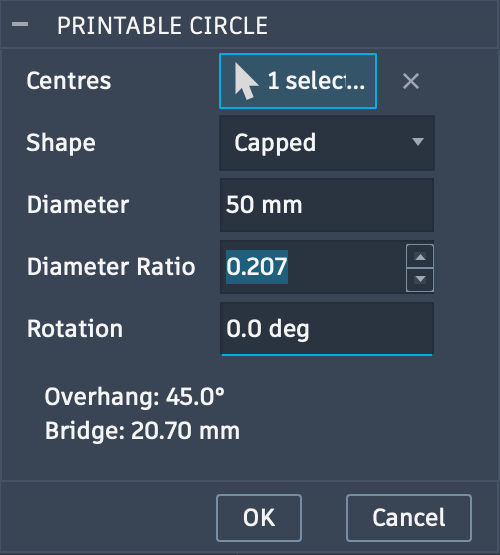 PRINTABLE CIRCLE
Centres 1 selec...
Shape Capped
Diameter 50 mm
Diameter Ratio 0.207
Rotation 0.0 deg
Overhang: 45.0°
Bridge: 20.70 mm
OK Cancel